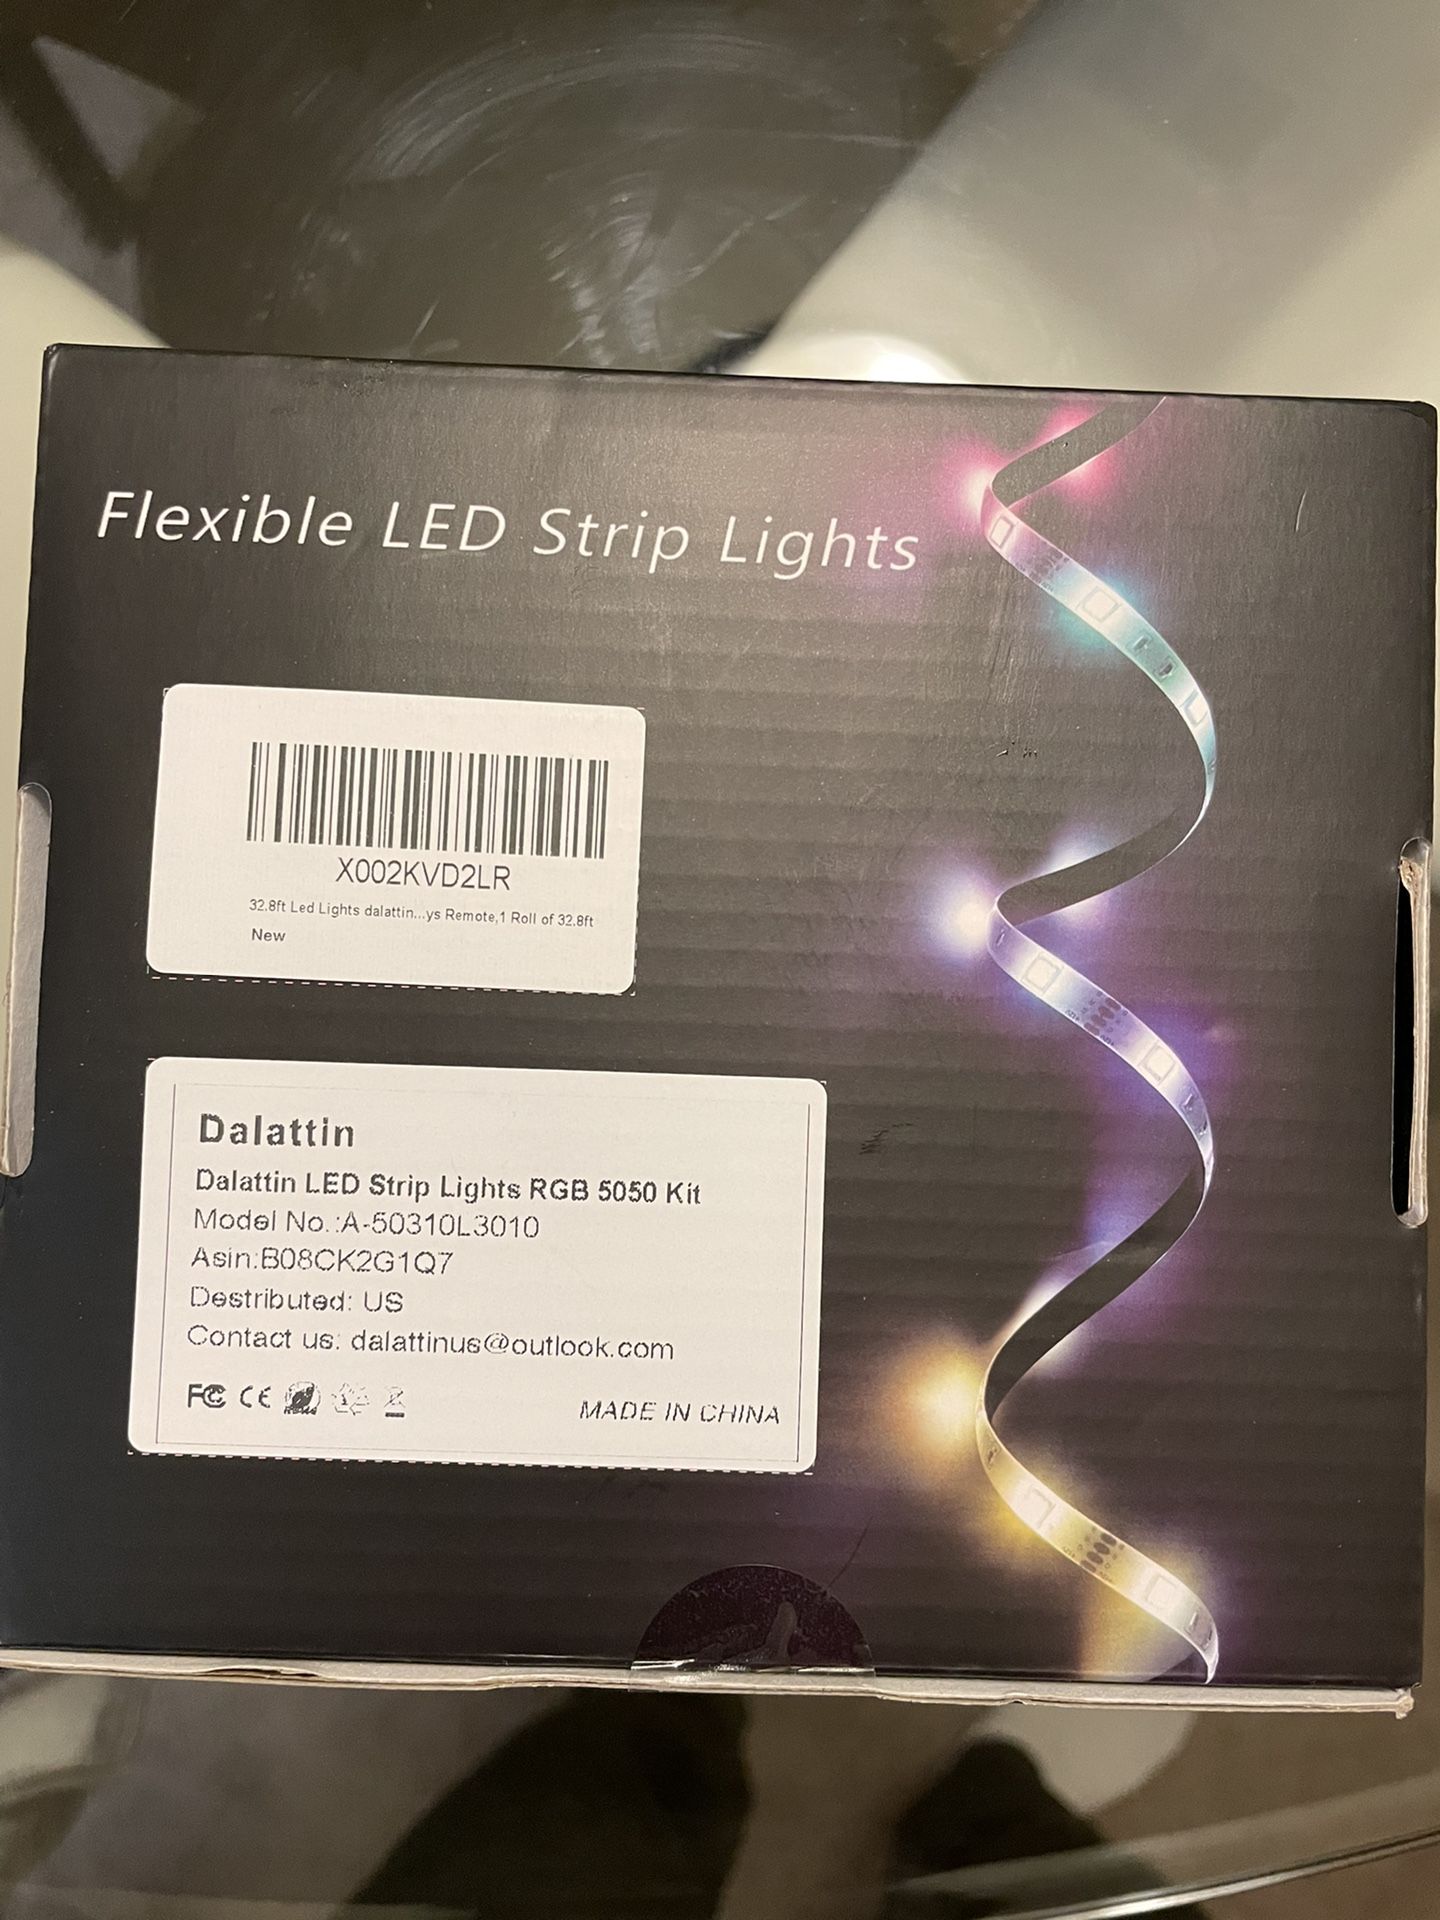 Flexible LED Strip Lights
X002KVD2LR
32.8ft Led Lights dalattin...ys Remote,1 Roll of 32.8ft
New
Dalattin
Dalattin LED Strip Lights RGB 5050 Kit
Model No.:A-50310L3010
Asin:B08CK2G1Q7
Destributed: US
Contact us: dalattinus@outlook.com
FC CE
MADE IN CHINA